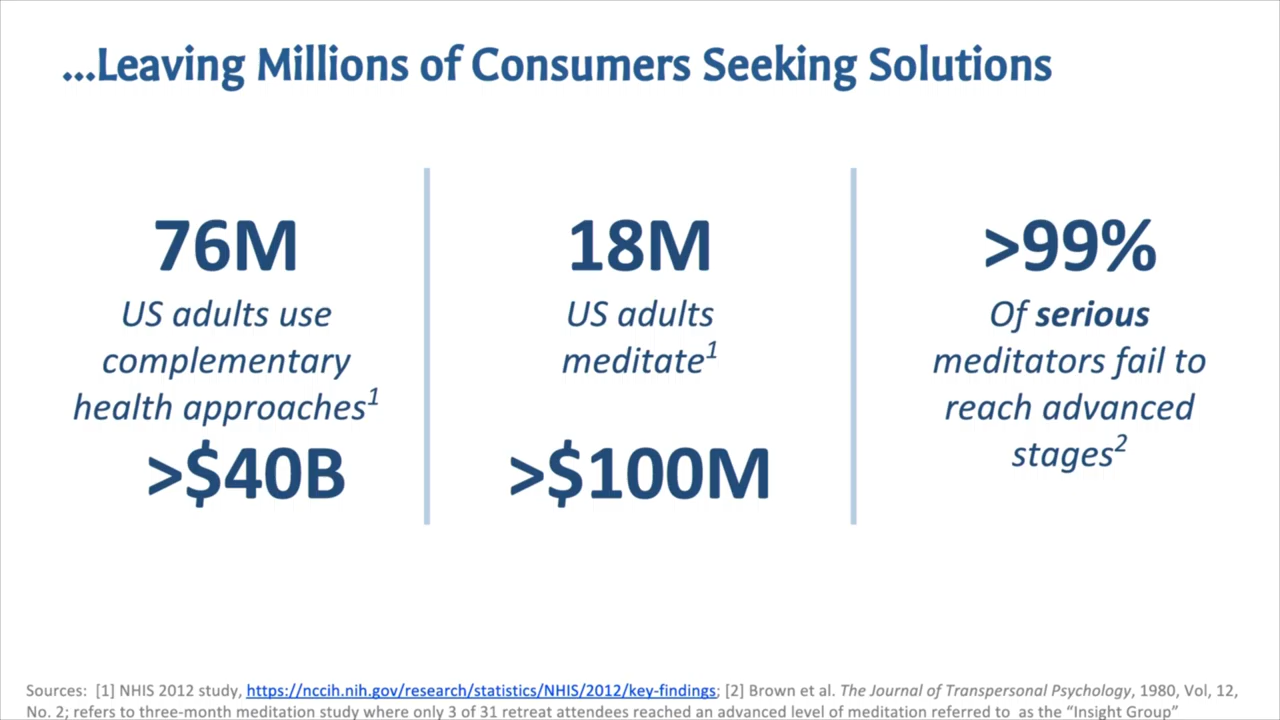 ...Leaving Millions of Consumers Seeking Solutions
76M
US adults use
complementary
health approaches1
>$40B
18M
US adults
meditate1
>$100M
>99%
Of serious
meditators fail to
reach advanced
stages2
Sources: [1] NHIS 2012 study, https://nccih.nih.gov/research/statistics/NHIS/2012/key-findings; [2] Brown et al. The Journal of Transpersonal Psychology, 1980, Vol, 12,
No. 2; refers to three-month meditation study where only 3 of 31 retreat attendees reached an advanced level of meditation referred to as the “Insight Group”